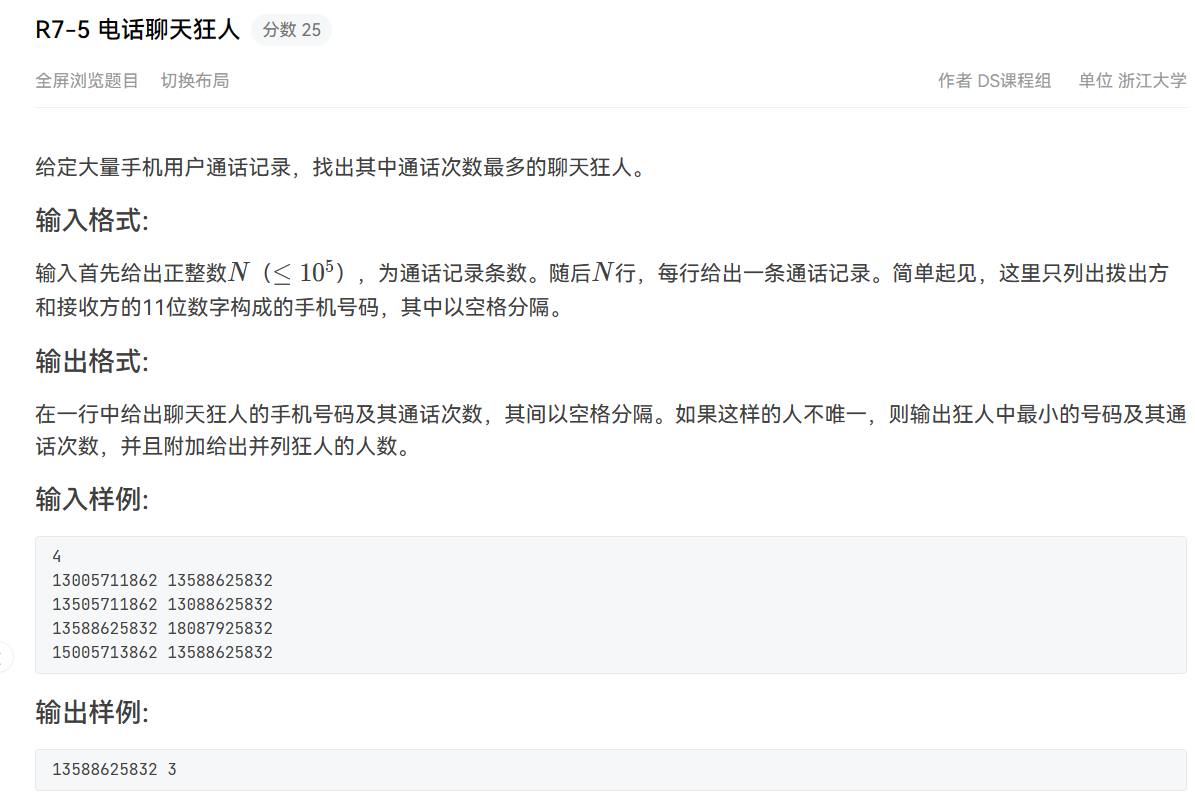 R7-5 电话聊天狂人 分数 25
全屏浏览题目 切换布局 作者 DS课程组 单位 浙江大学
给定大量手机用户通话记录，找出其中通话次数最多的聊天狂人。
输入格式:
输入首先给出正整数N（≤10⁵），为通话记录条数。随后N行，每行给出一条通话记录。简单起见，这里只列出拨出方
和接收方的11位数字构成的手机号码，其中以空格分隔。
输出格式:
在一行中给出聊天狂人的手机号码及其通话次数，其间以空格分隔。如果这样的人不唯一，则输出狂人中最小的号码及其通
话次数，并且附加给出并列狂人的人数。
输入样例:
4
13005711862 13588625832
13505711862 13088625832
13588625832 18087925832
15005713862 13588625832
输出样例:
13588625832 3